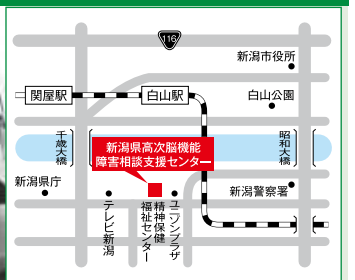 116
新潟市役所
関屋駅
白山駅
白山公園
千歳大橋
昭和大橋
新潟県高次脳機能
障害相談支援センター
新潟県庁
新潟警察署
テレビ新潟
精神保健
福祉センター
ユニゾンプラザ